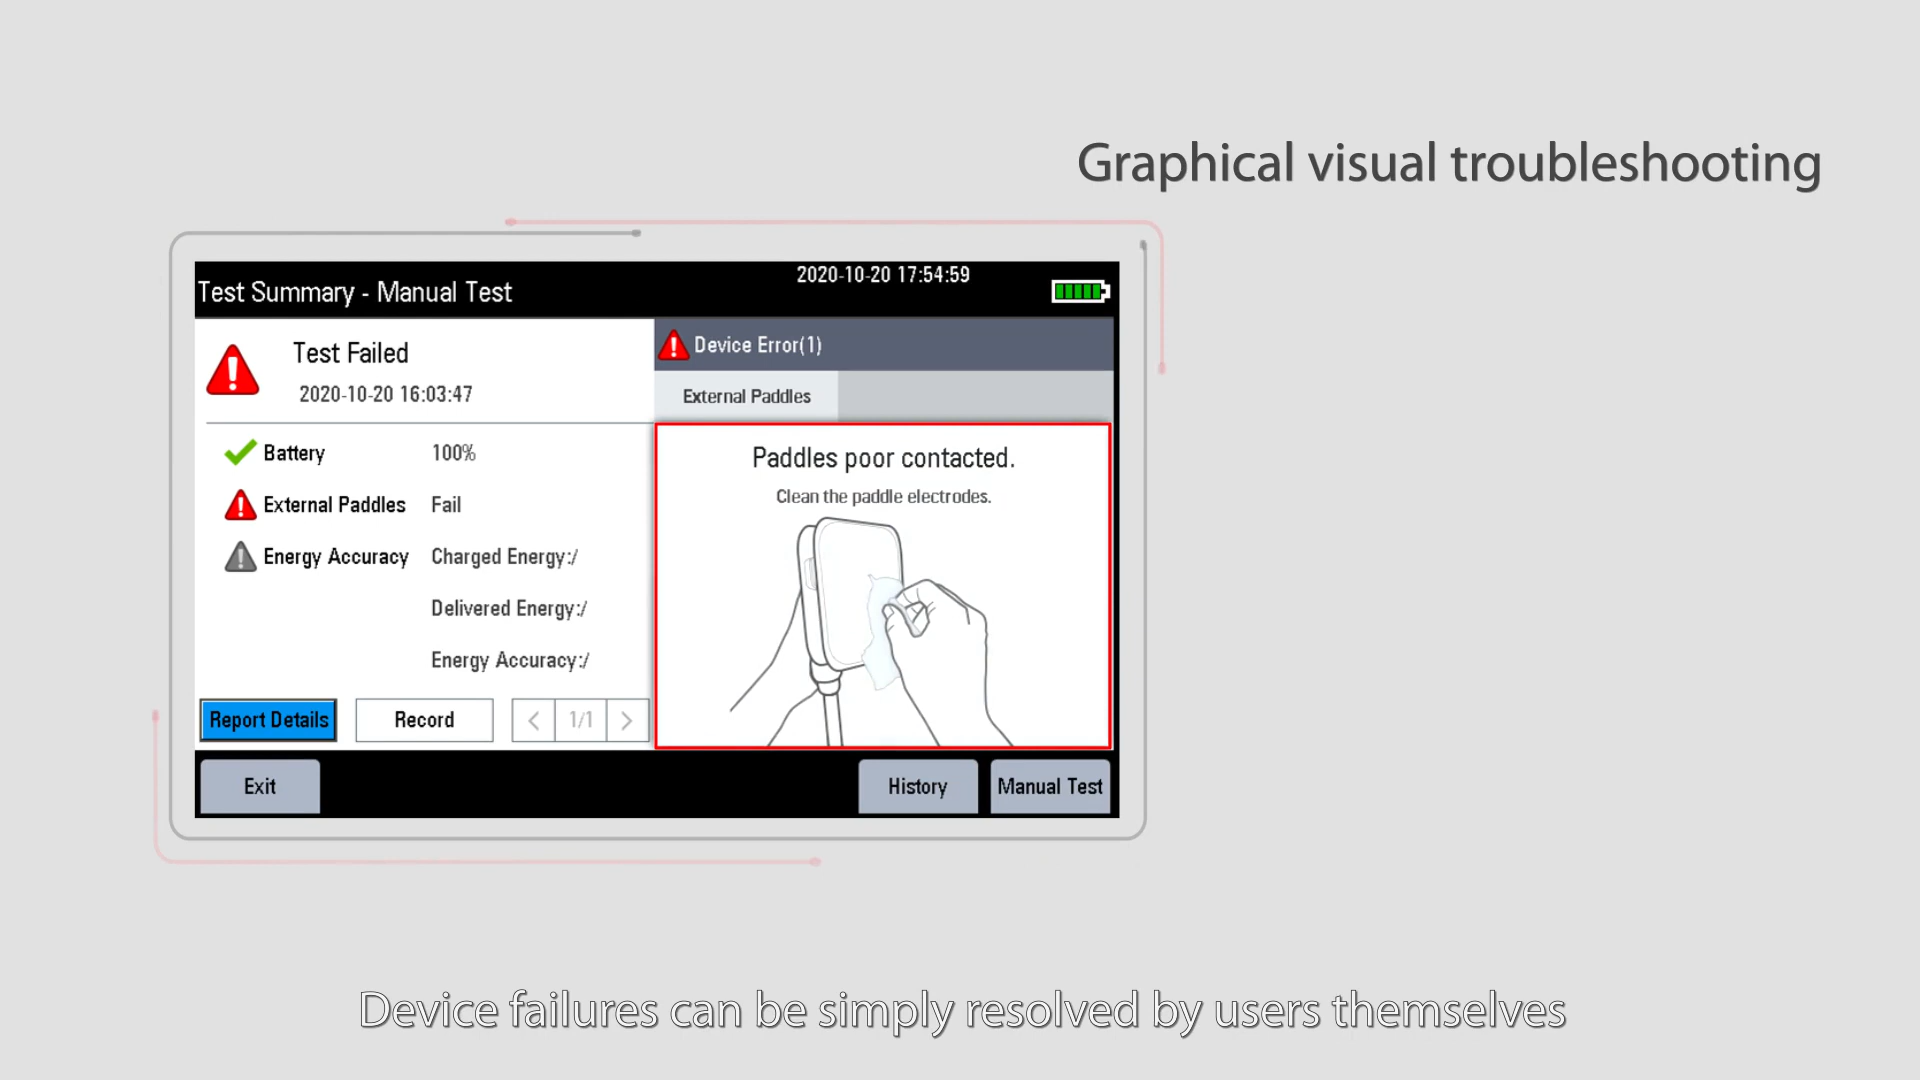 Graphical visual troubleshooting
Test Summary - Manual Test
2020-10-20 17:54:59
Test Failed
2020-10-20 16:03:47
Battery 100%
External Paddles Fail
Energy Accuracy Charged Energy:/
Delivered Energy:/
Energy Accuracy:/
Report Details Record < 1/1 >
Device Error(1)
External Paddles
Paddles poor contacted.
Clean the paddle electrodes.
Exit History Manual Test
Device failures can be simply resolved by users themselves